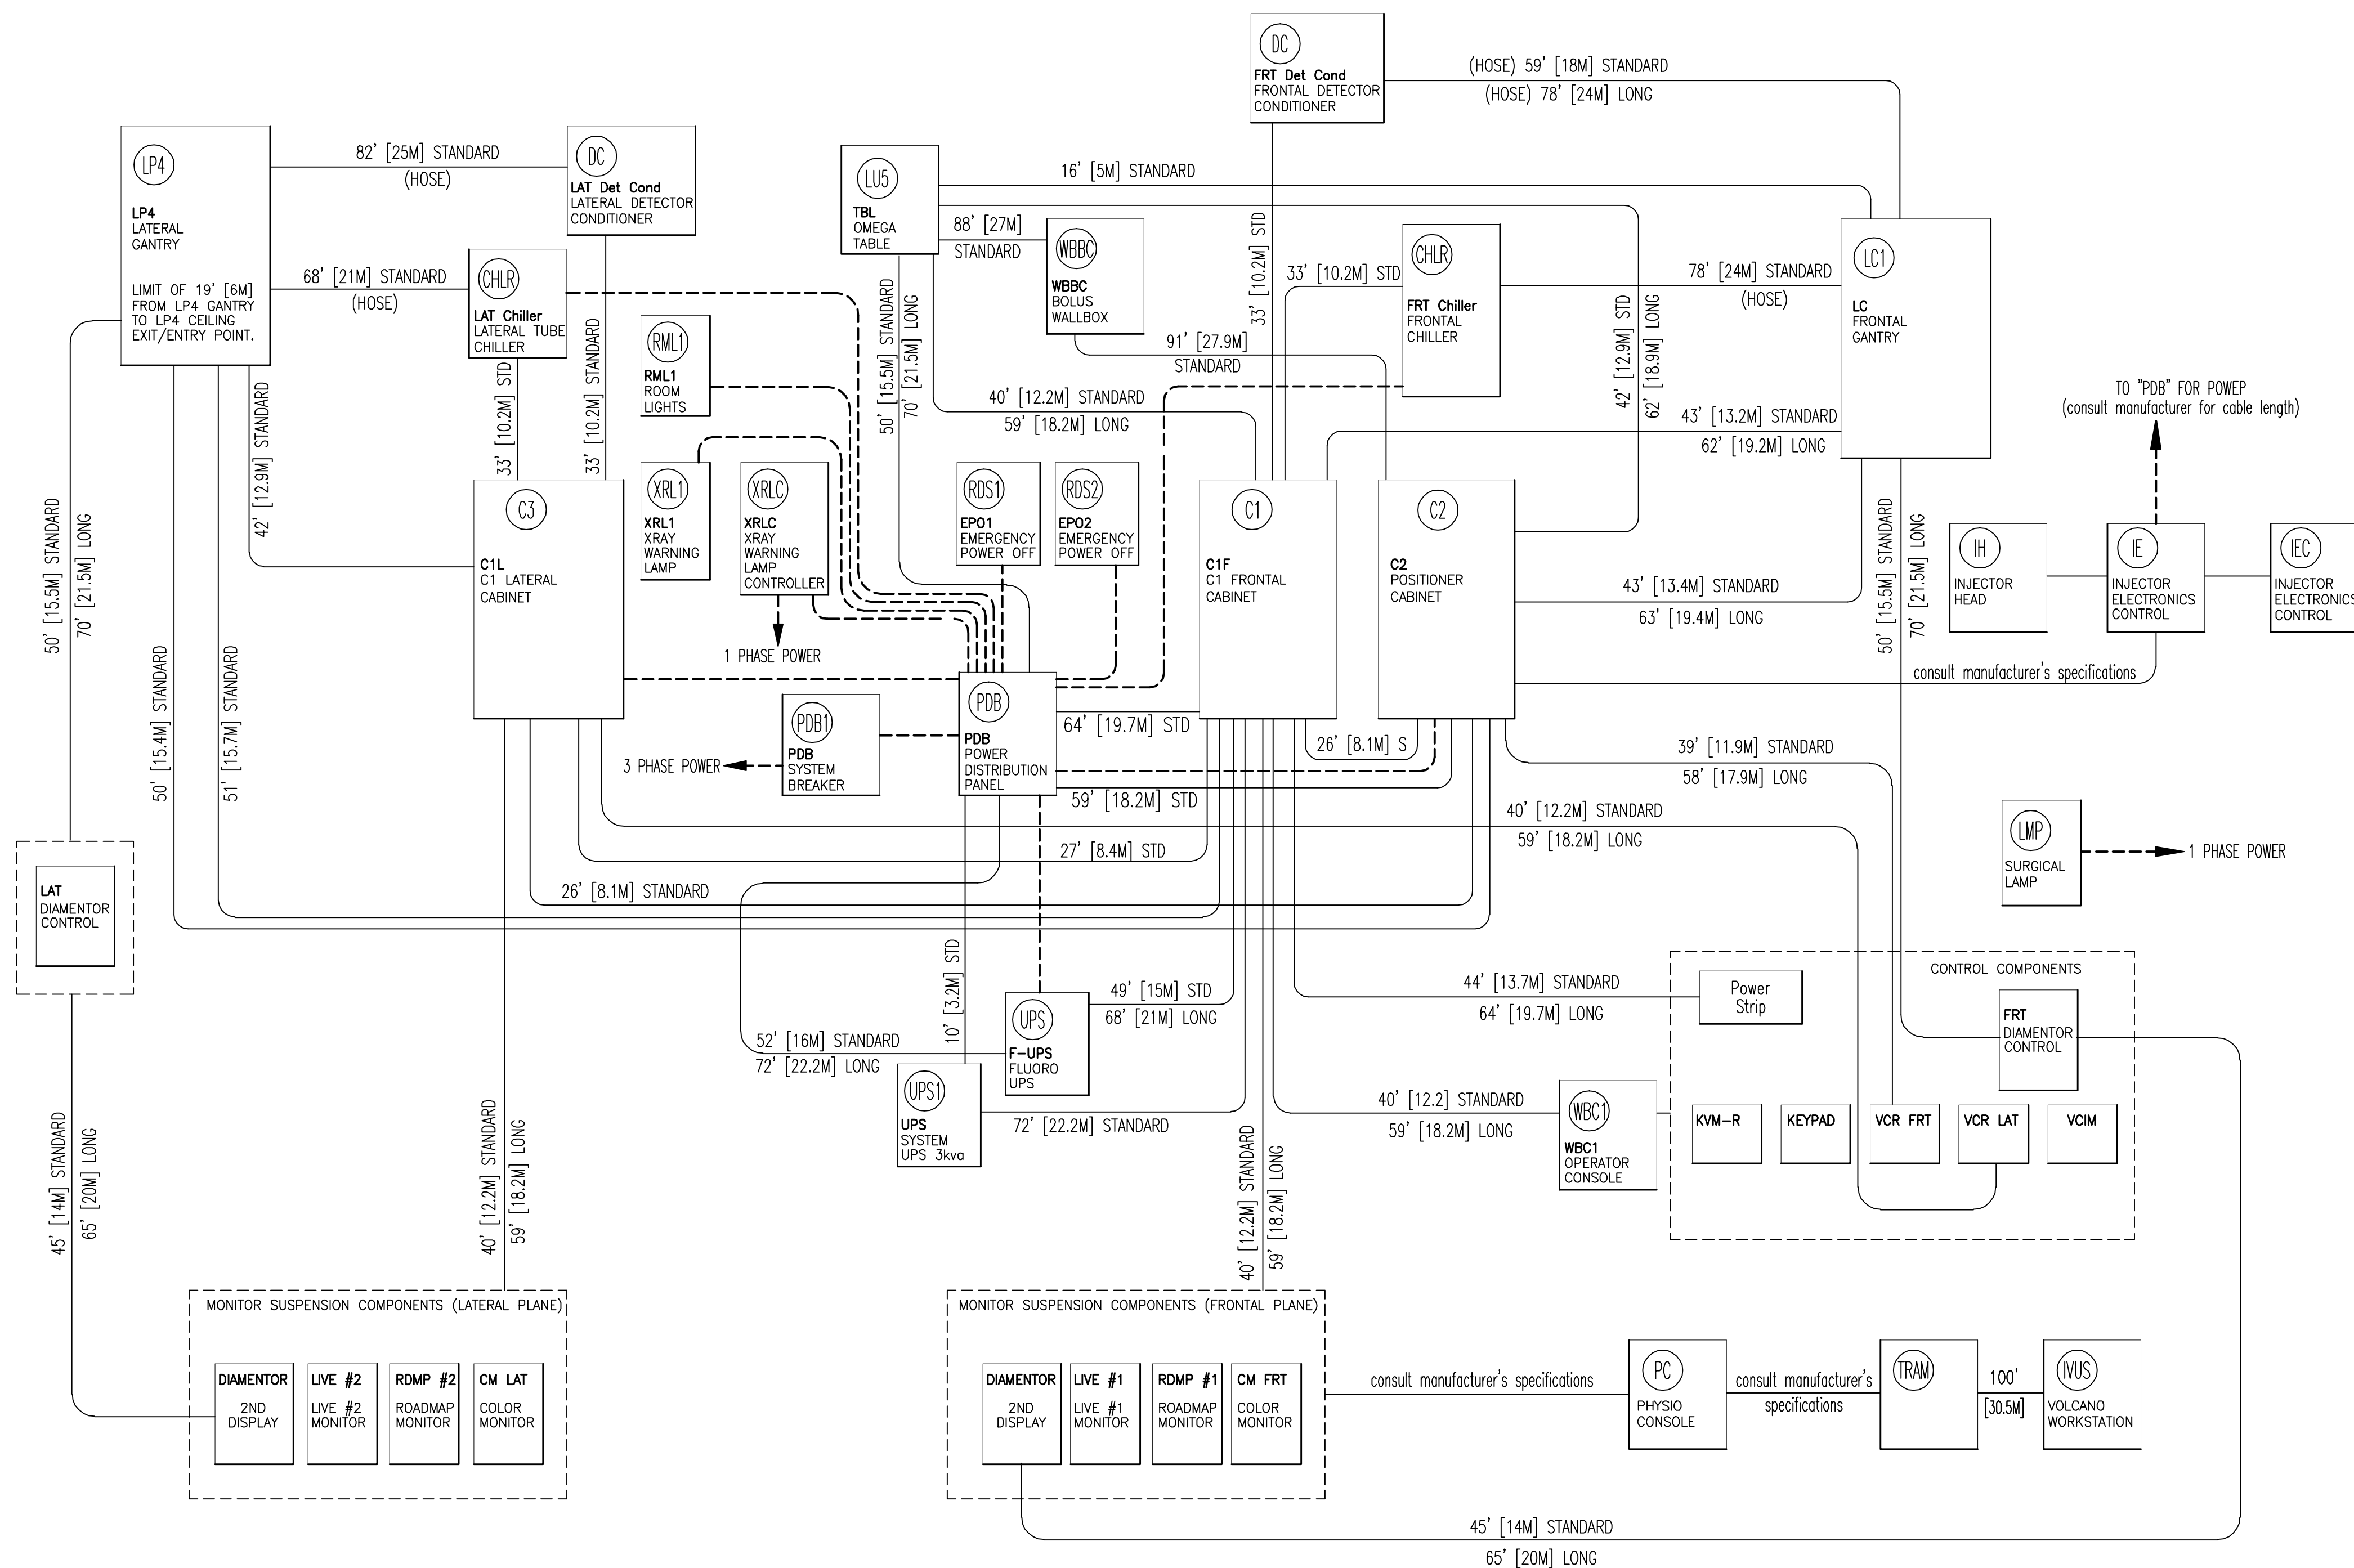 DC
FRT Det Cond
FRONTAL DETECTOR
CONDITIONER
(HOSE) 59' [18M] STANDARD
(HOSE) 78' [24M] LONG
LP4
LP4
LATERAL
GANTRY
LIMIT OF 19' [6M]
FROM LP4 GANTRY
TO LP4 CEILING
EXIT/ENTRY POINT.
82' [25M] STANDARD
(HOSE)
DC
LAT Det Cond
LATERAL DETECTOR
CONDITIONER
68' [21M] STANDARD
(HOSE)
CHLR
LAT Chiller
LATERAL TUBE
CHILLER
LU5
TBL
OMEGA
TABLE
16' [5M] STANDARD
88' [27M]
STANDARD
WBBC
WBBC
BOLUS
WALLBOX
91' [27.9M]
STANDARD
33' [10.2M] STD
33' [10.2M] STD
CHLR
FRT Chiller
FRONTAL
CHILLER
42' [12.9M] STD
62' [18.9M] LONG
78' [24M] STANDARD
(HOSE)
LC1
LC
FRONTAL
GANTRY
RML1
RML1
ROOM
LIGHTS
50' [15.5M] STANDARD
70' [21.5M] LONG
40' [12.2M] STANDARD
59' [18.2M] LONG
43' [13.2M] STANDARD
62' [19.2M] LONG
TO "PDB" FOR POWEP
(consult manufacturer for cable length)
42' [12.9M] STANDARD
33' [10.2M] STD
33' [10.2M] STANDARD
50' [15.5M] STANDARD
70' [21.5M] LONG
C3
C1L
C1 LATERAL
CABINET
XRL1
XRL1
XRAY
WARNING
LAMP
XRLC
XRLC
XRAY
WARNING
LAMP
CONTROLLER
1 PHASE POWER
RDS1
EPO1
EMERGENCY
POWER OFF
RDS2
EPO2
EMERGENCY
POWER OFF
C1
C1F
C1 FRONTAL
CABINET
C2
C2
POSITIONER
CABINET
43' [13.4M] STANDARD
63' [19.4M] LONG
50' [15.5M] STANDARD
70' [21.5M] LONG
IH
INJECTOR
HEAD
IE
INJECTOR
ELECTRONICS
CONTROL
IEC
INJECTOR
ELECTRONICS
CONTROL
consult manufacturer's specifications
50' [15.4M] STANDARD
51' [15.7M] STANDARD
PDB1
PDB
SYSTEM
BREAKER
3 PHASE POWER
PDB
PDB
POWER
DISTRIBUTION
PANEL
64' [19.7M] STD
26' [8.1M] S
59' [18.2M] STD
39' [11.9M] STANDARD
58' [17.9M] LONG
40' [12.2M] STANDARD
59' [18.2M] LONG
27' [8.4M] STD
26' [8.1M] STANDARD
LMP
SURGICAL
LAMP
1 PHASE POWER
LAT
DIAMENTOR
CONTROL
10' [3.2M] STD
49' [15M] STD
68' [21M] LONG
UPS
F-UPS
FLUORO
UPS
52' [16M] STANDARD
72' [22.2M] LONG
UPS1
UPS
SYSTEM
UPS 3kva
72' [22.2M] STANDARD
44' [13.7M] STANDARD
64' [19.7M] LONG
CONTROL COMPONENTS
Power
Strip
FRT
DIAMENTOR
CONTROL
40' [12.2] STANDARD
59' [18.2M] LONG
WBC1
WBC1
OPERATOR
CONSOLE
KVM-R
KEYPAD
VCR FRT
VCR LAT
VCIM
45' [14M] STANDARD
65' [20M] LONG
40' [12.2M] STANDARD
59' [18.2M] LONG
40' [12.2M] STANDARD
59' [18.2M] LONG
MONITOR SUSPENSION COMPONENTS (LATERAL PLANE)
DIAMENTOR
2ND
DISPLAY
LIVE #2
LIVE #2
MONITOR
RDMP #2
ROADMAP
MONITOR
CM LAT
COLOR
MONITOR
MONITOR SUSPENSION COMPONENTS (FRONTAL PLANE)
DIAMENTOR
2ND
DISPLAY
LIVE #1
LIVE #1
MONITOR
RDMP #1
ROADMAP
MONITOR
CM FRT
COLOR
MONITOR
consult manufacturer's specifications
PC
PHYSIO
CONSOLE
consult manufacturer's
specifications
TRAM
100'
[30.5M]
IVUS
VOLCANO
WORKSTATION
45' [14M] STANDARD
65' [20M] LONG